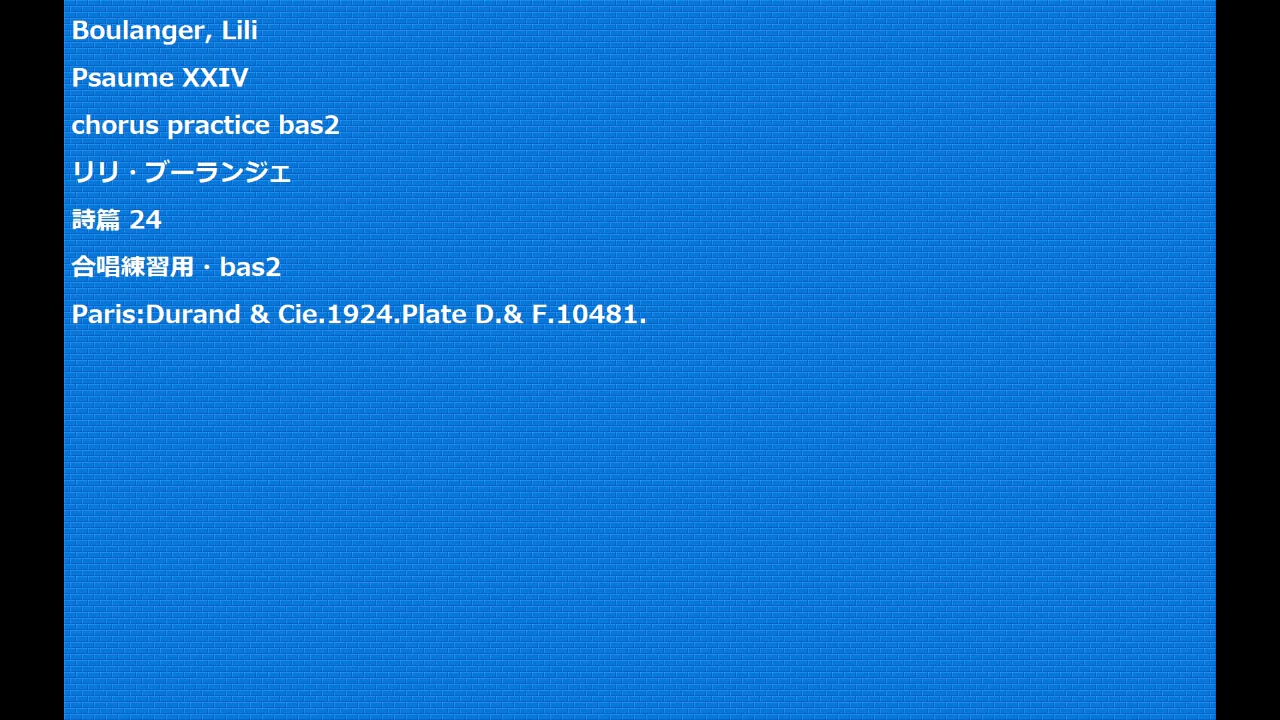 Boulanger, Lili
Psaume XXIV
chorus practice bas2
リリ・ブーランジェ
詩篇 24
合唱練習用・bas2
Paris:Durand & Cie.1924.Plate D.& F.10481.